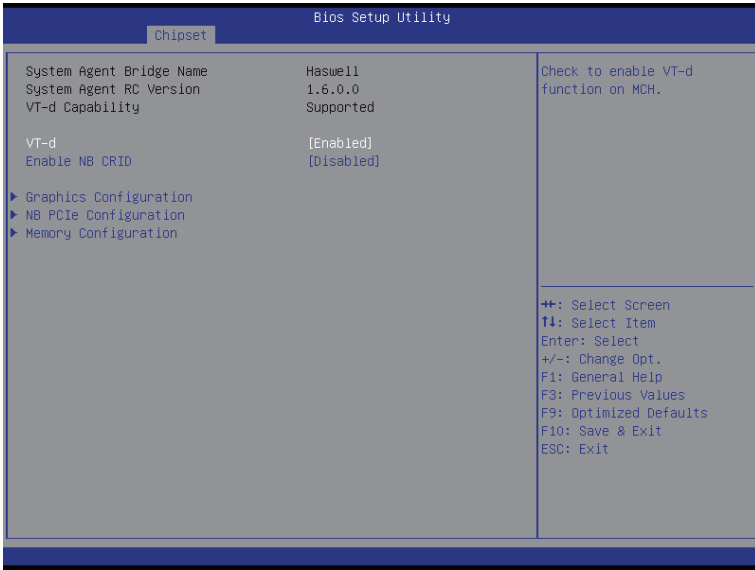 Bios Setup Utility
Chipset
System Agent Bridge Name Haswell
System Agent RC Version 1.6.0.0
VT-d Capability Supported
VT-d [Enabled]
Enable NB CRID [Disabled]
Graphics Configuration
NB PCIe Configuration
Memory Configuration
Check to enable VT-d
function on MCH.
→←: Select Screen
↑↓: Select Item
Enter: Select
+/-: Change Opt.
F1: General Help
F3: Previous Values
F9: Optimized Defaults
F10: Save & Exit
ESC: Exit